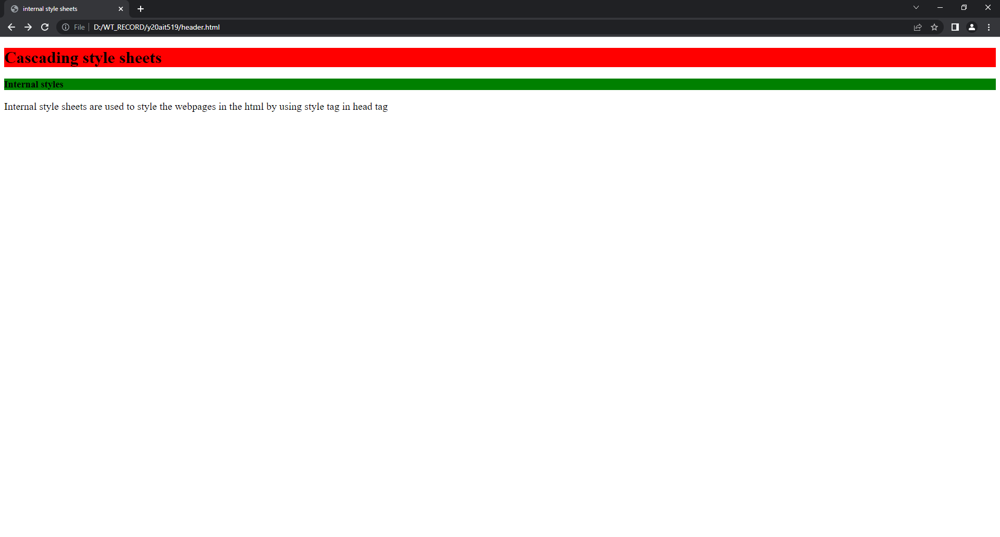 internal style sheets
File D:/WT_RECORD/y20ait519/header.html
Cascading style sheets
Internal styles
Internal style sheets are used to style the webpages in the html by using style tag in head tag